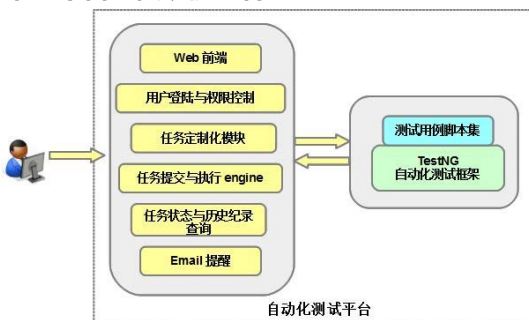 Web 前端
用户登陆与权限控制
任务定制化模块
任务提交与执行 engine
任务状态与历史纪录
查询
Email 提醒
测试用例脚本集
TestNG
自动化测试框架
自动化测试平台